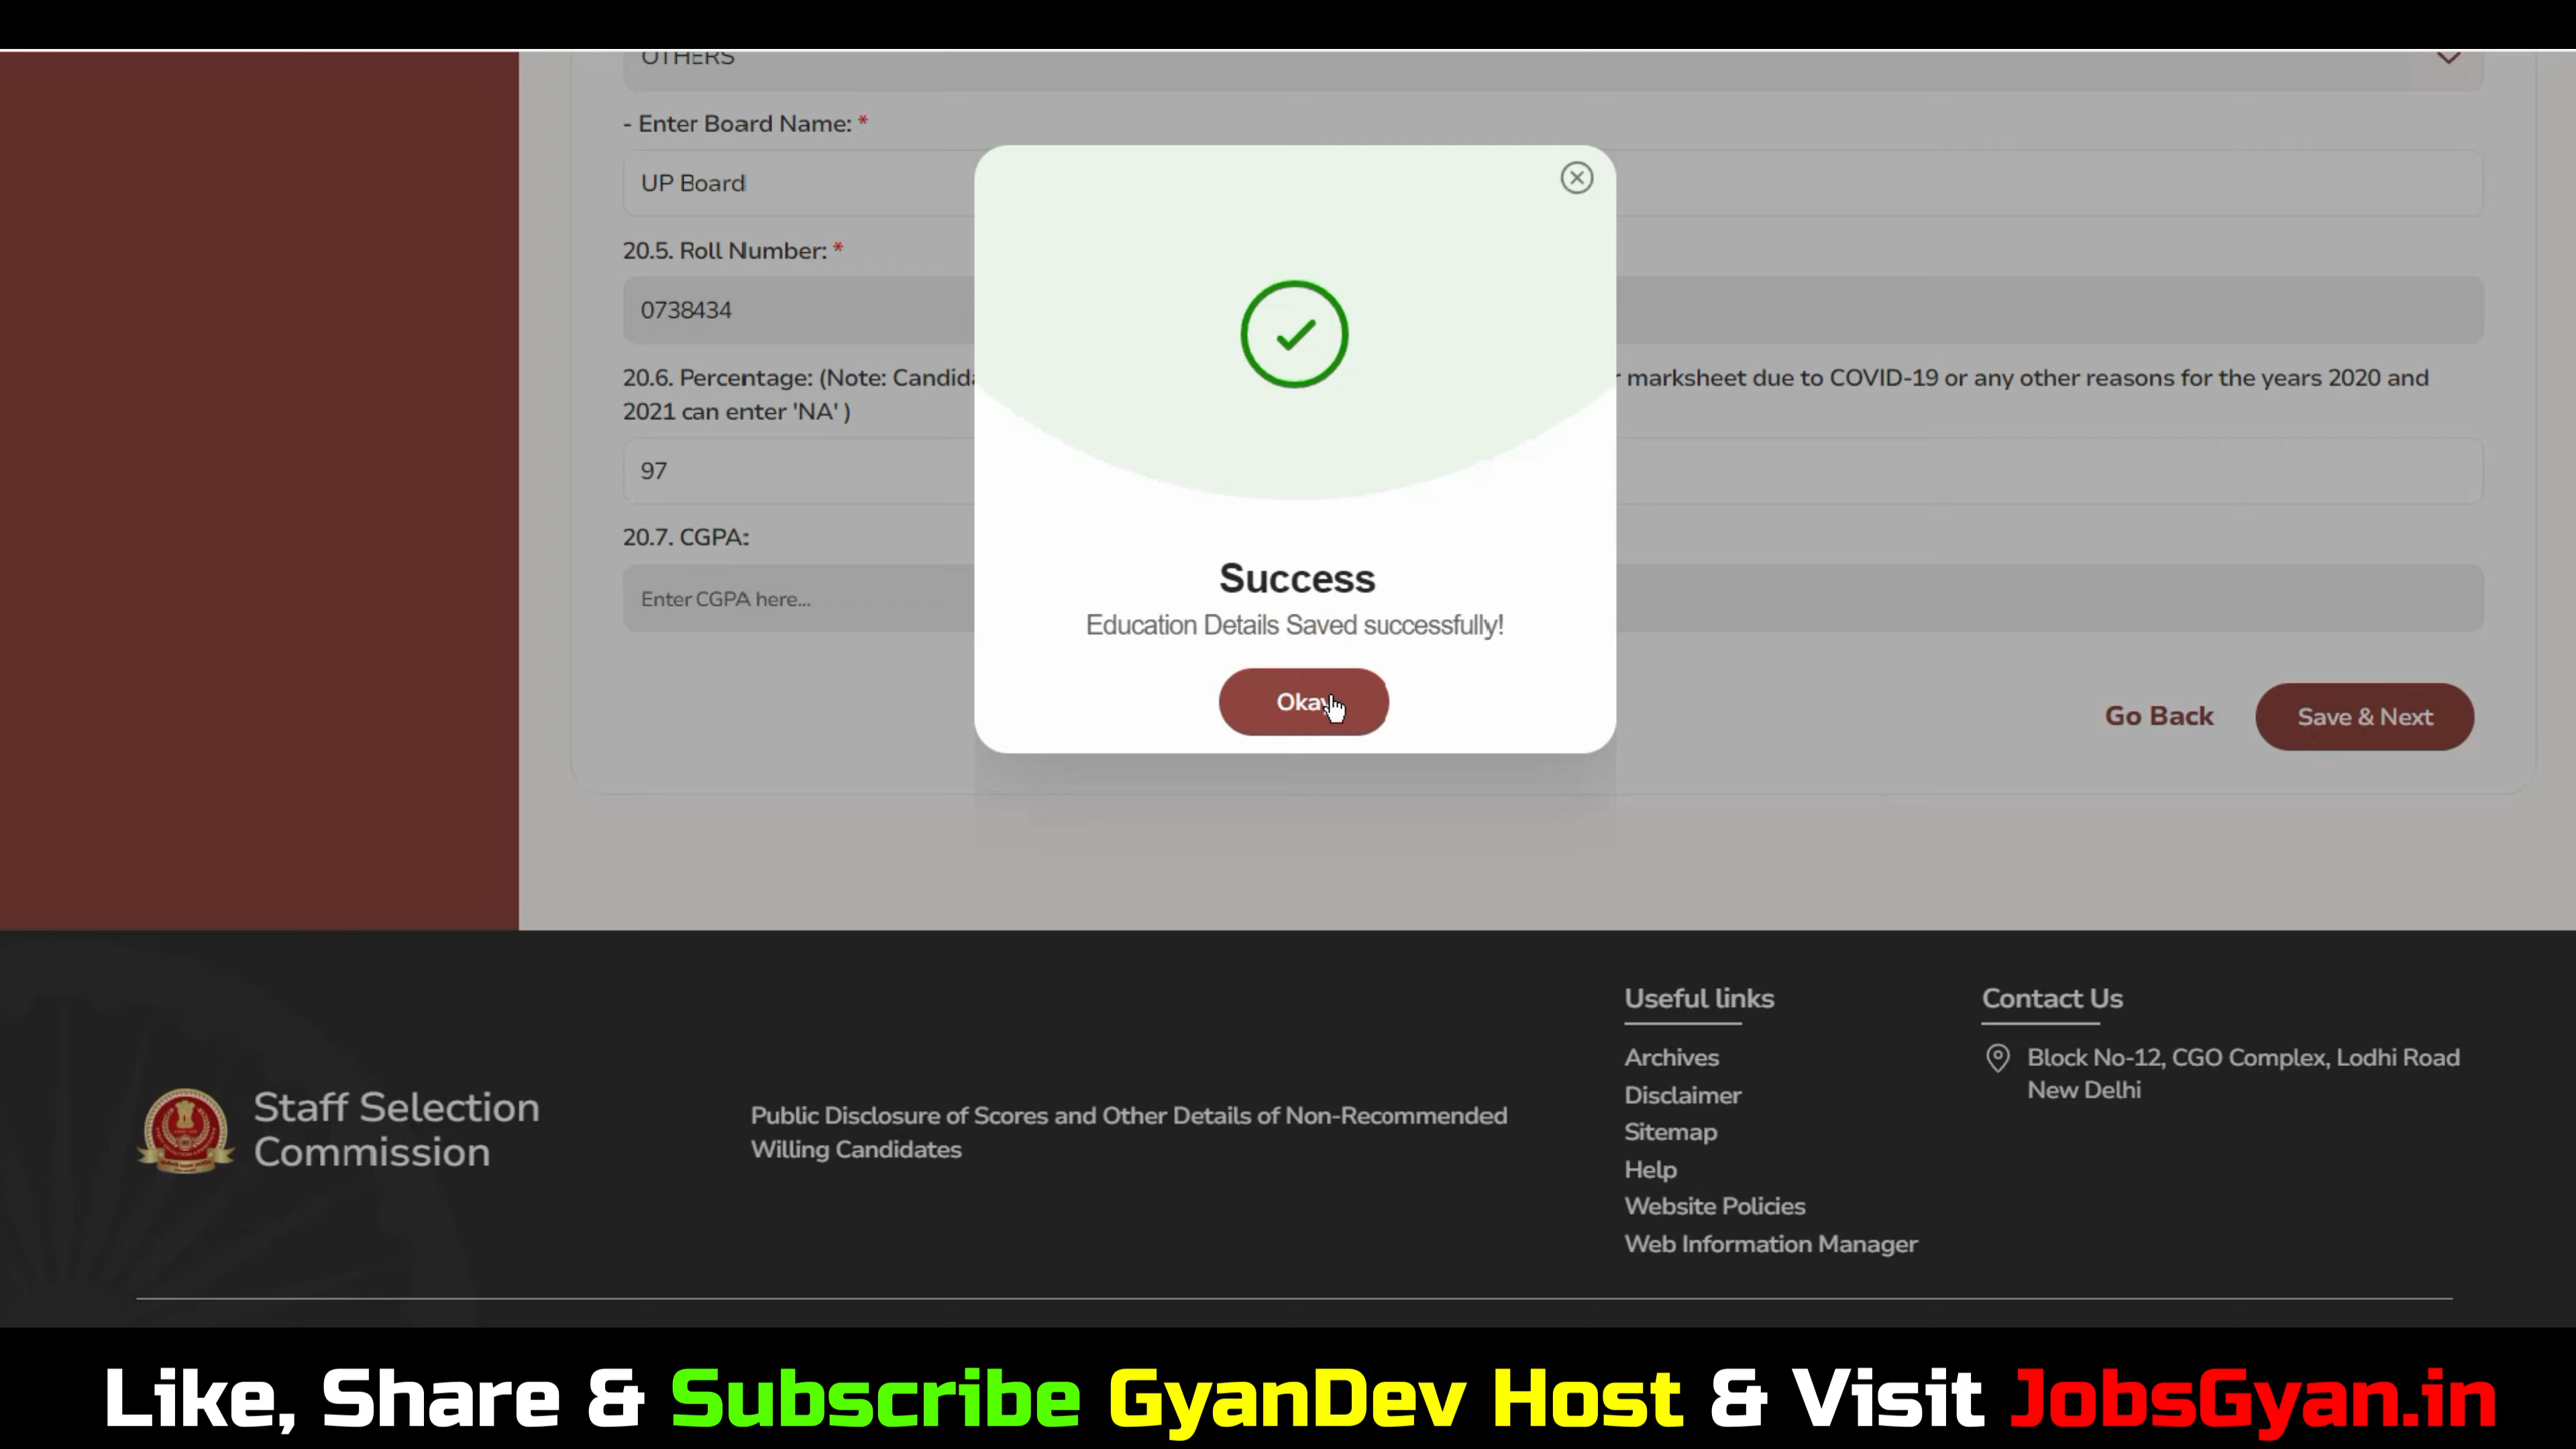 OTHERS
- Enter Board Name: *
UP Board
20.5. Roll Number: *
0738434
20.6. Percentage: (Note: Candida
r marksheet due to COVID-19 or any other reasons for the years 2020 and
2021 can enter 'NA' )
97
20.7. CGPA:
Enter CGPA here...
Success
Education Details Saved successfully!
Okay
Go Back
Save & Next
Staff Selection
Commission
Public Disclosure of Scores and Other Details of Non-Recommended
Willing Candidates
Useful links
Archives
Disclaimer
Sitemap
Help
Website Policies
Web Information Manager
Contact Us
Block No-12, CGO Complex, Lodhi Road
New Delhi
Like, Share & Subscribe GyanDev Host & Visit JobsGyan.in